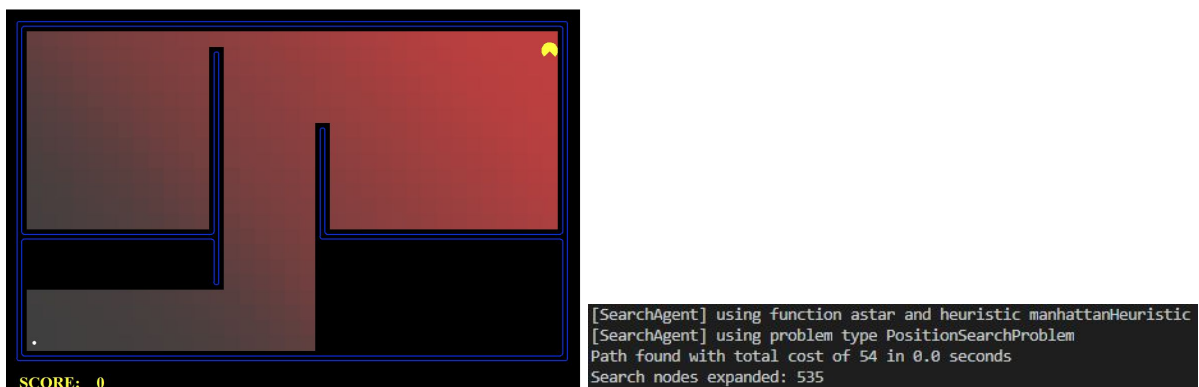 SCORE: 0
[SearchAgent] using function astar and heuristic manhattanHeuristic
[SearchAgent] using problem type PositionSearchProblem
Path found with total cost of 54 in 0.0 seconds
Search nodes expanded: 535